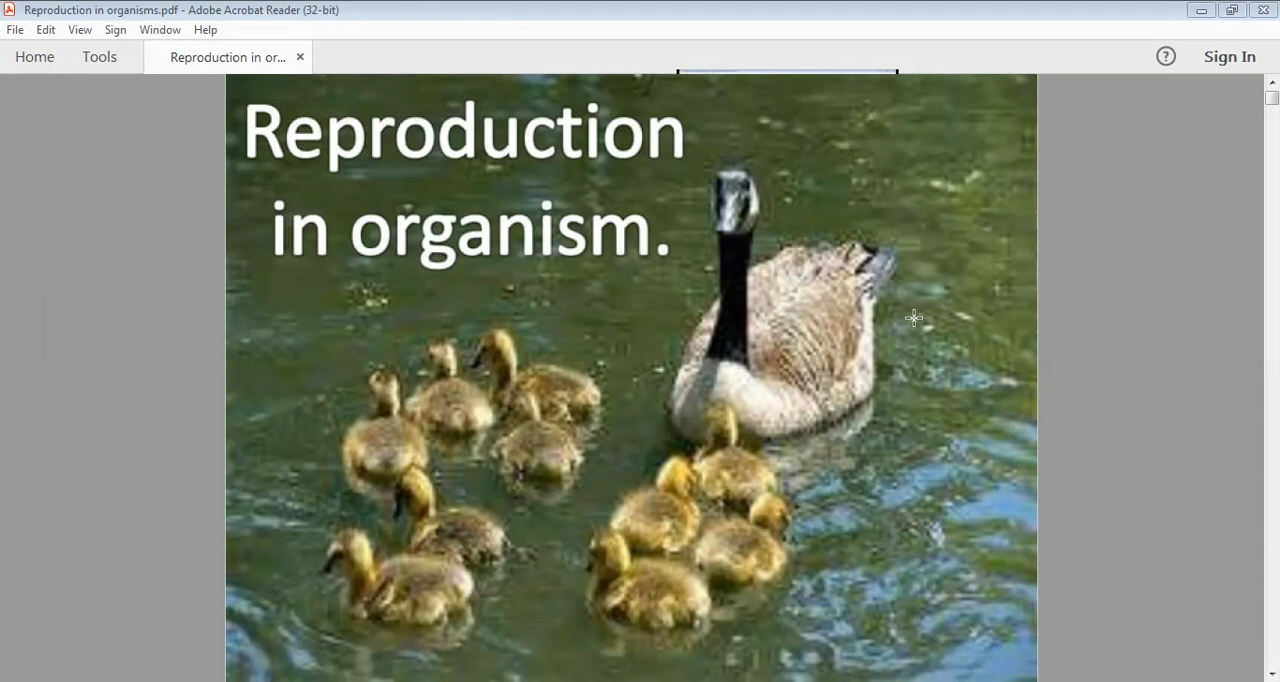 Reproduction in organisms.pdf - Adobe Acrobat Reader (32-bit)
File Edit View Sign Window Help
Home Tools Reproduction in or... × ? Sign In
Reproduction
in organism.